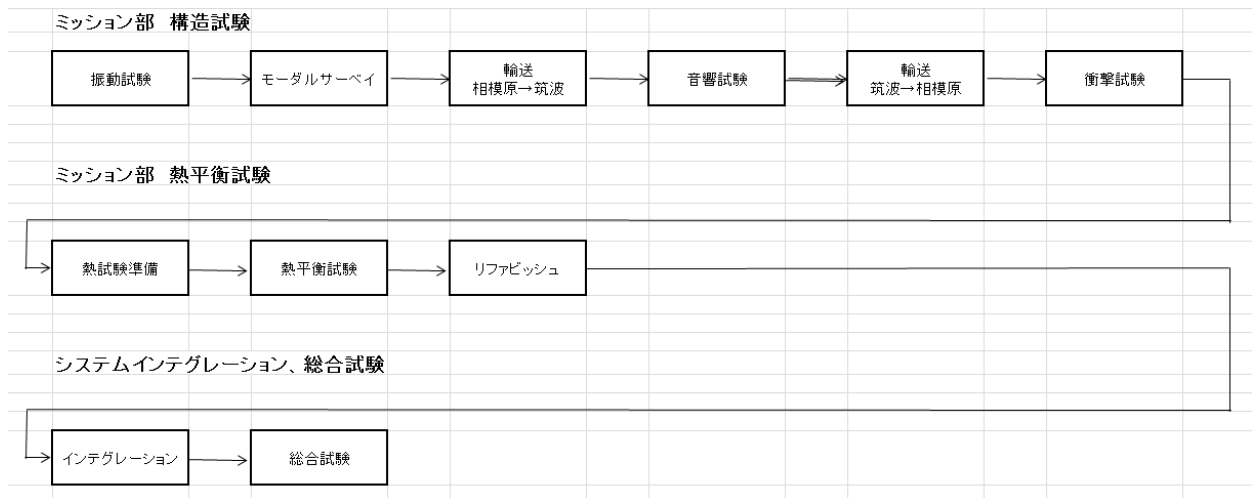 ミッション部　構造試験
振動試験
モーダルサーベイ
輸送
相模原→筑波
音響試験
輸送
筑波→相模原
衝撃試験
ミッション部　熱平衡試験
熱試験準備
熱平衡試験
リファビッシュ
システムインテグレーション、総合試験
インテグレーション
総合試験